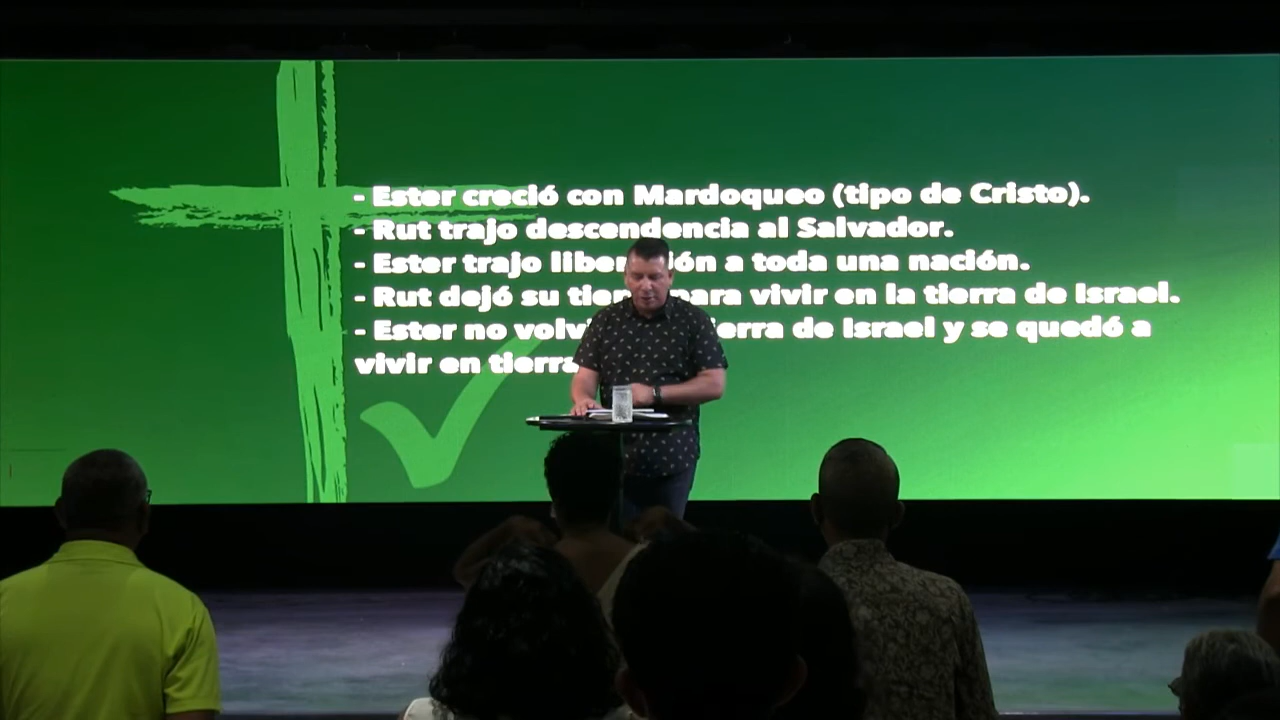 - Ester creció con Mardoqueo (tipo de Cristo).
- Rut trajo descendencia al Salvador.
- Ester trajo ón a toda una nación.
- Rut dejó su para vivir en la tierra de Israel.
- Ester no de Israel y se quedó a
vivir en tierra